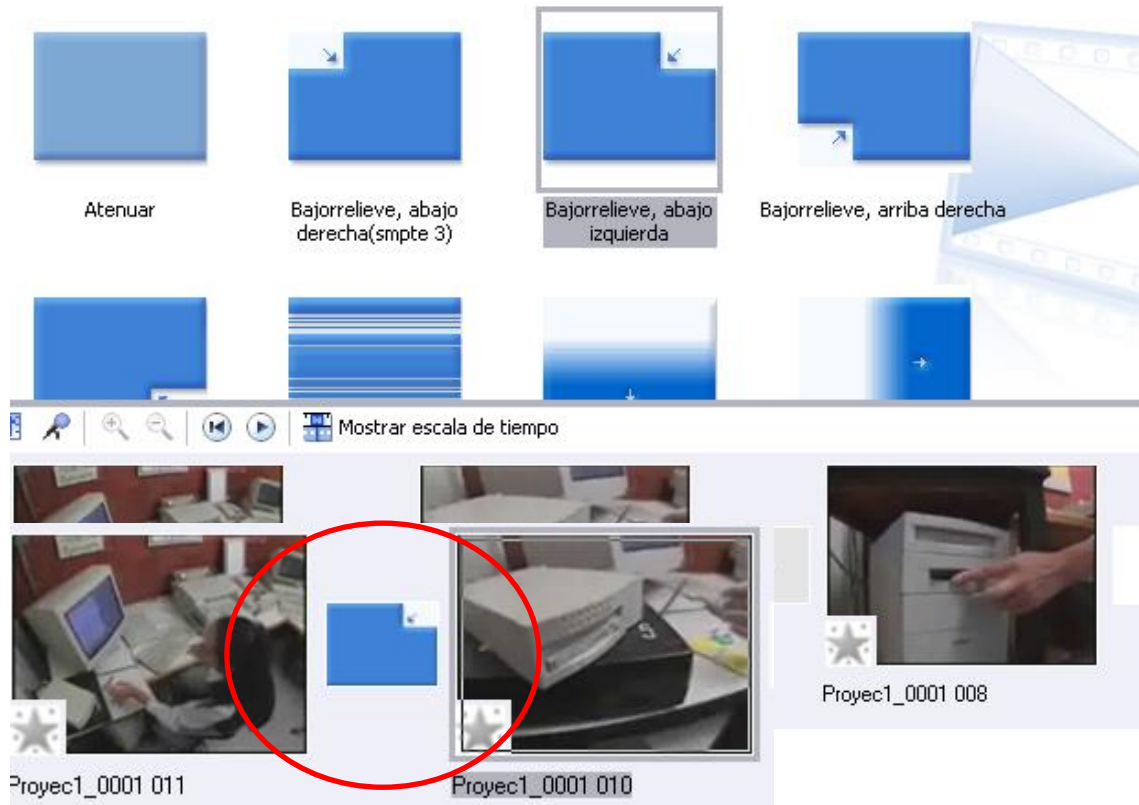 Atenuar
Bajorrelieve, abajo
derecha(smpte 3)
Bajorrelieve, abajo
izquierda
Bajorrelieve, arriba derecha
Mostrar escala de tiempo
Proyec1_0001 008
Proyec1_0001 011
Proyec1_0001 010